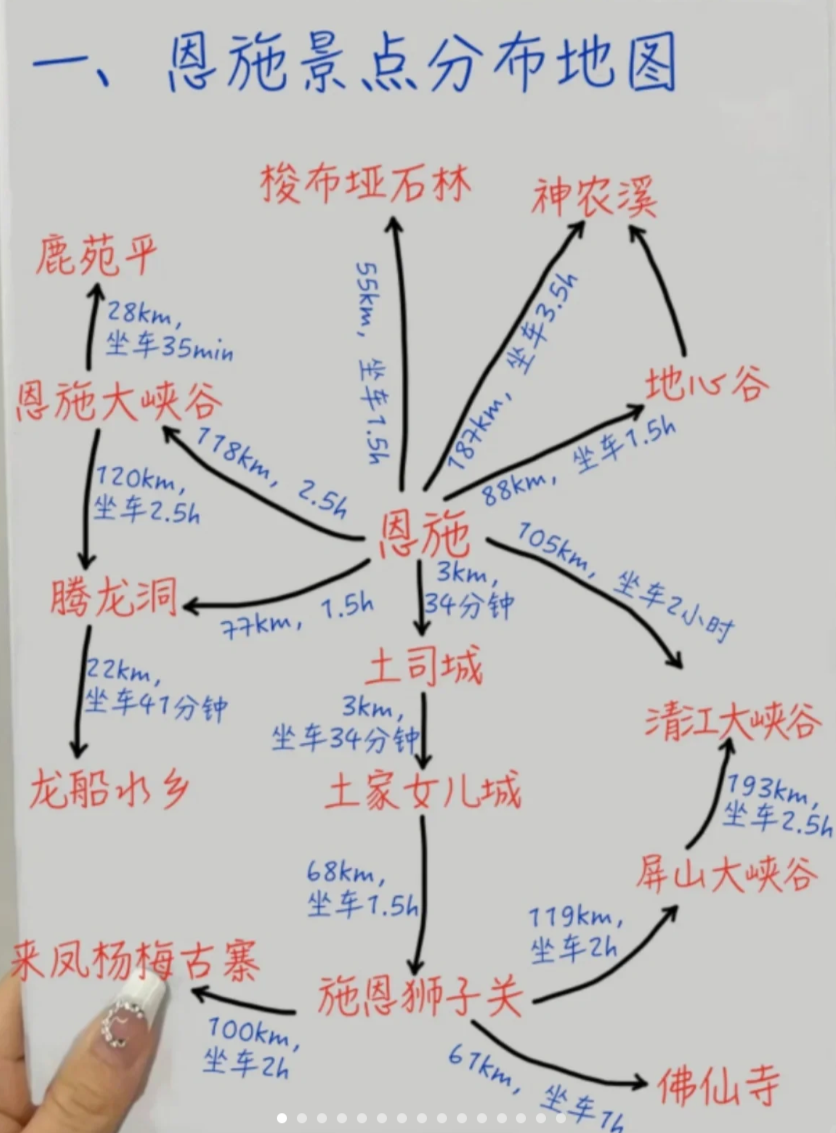 一、恩施景点分布地图
梭布垭石林
神农溪
鹿苑平
28km,
坐车35min
55km, 坐车1.5h
187km, 坐车3.5h
恩施大峡谷
地心谷
118km, 2.5h
88km, 坐车1.5h
120km,
坐车2.5h
恩施
105km, 坐车2小时
3km,
34分钟
腾龙洞
77km, 1.5h
土司城
22km,
坐车41分钟
3km,
坐车34分钟
清江大峡谷
龙船水乡
土家女儿城
193km,
坐车2.5h
68km,
坐车1.5h
屏山大峡谷
119km,
坐车2h
来凤杨梅古寨
施恩狮子关
100km,
坐车2h
67km, 坐车1h
佛仙寺